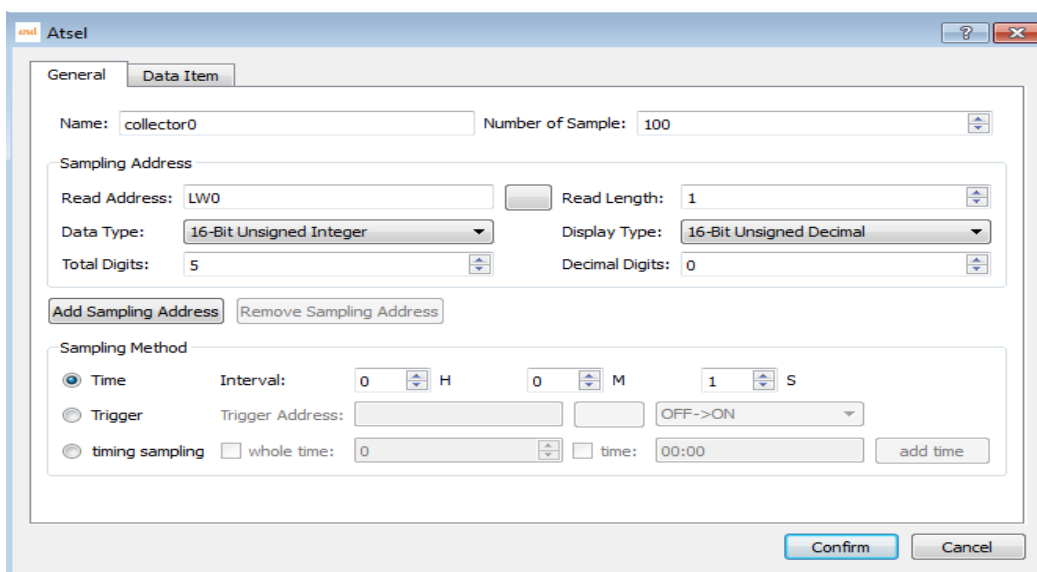 atsel Atsel
General Data Item
Name: collector0 Number of Sample: 100
Sampling Address
Read Address: LW0 Read Length: 1
Data Type: 16-Bit Unsigned Integer Display Type: 16-Bit Unsigned Decimal
Total Digits: 5 Decimal Digits: 0
Add Sampling Address Remove Sampling Address
Sampling Method
Time Interval: 0 H 0 M 1 S
Trigger Trigger Address: OFF->ON
timing sampling whole time: 0 time: 00:00 add time
Confirm Cancel